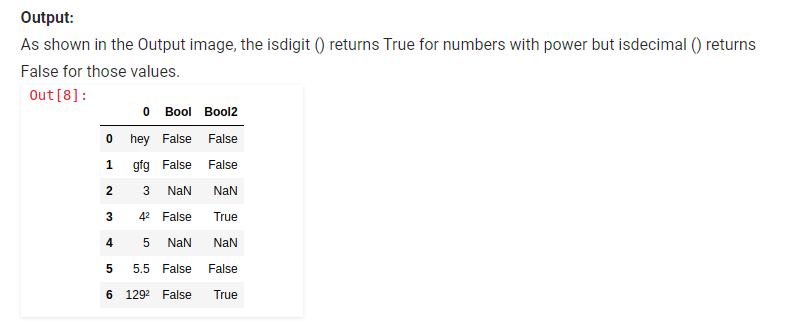 Output:
As shown in the Output image, the isdigit () returns True for numbers with power but isdecimal () returns
False for those values.
Out[8]:
0 Bool Bool2
0 hey False False
1 gfg False False
2 3 NaN NaN
3 4² False True
4 5 NaN NaN
5 5.5 False False
6 129² False True